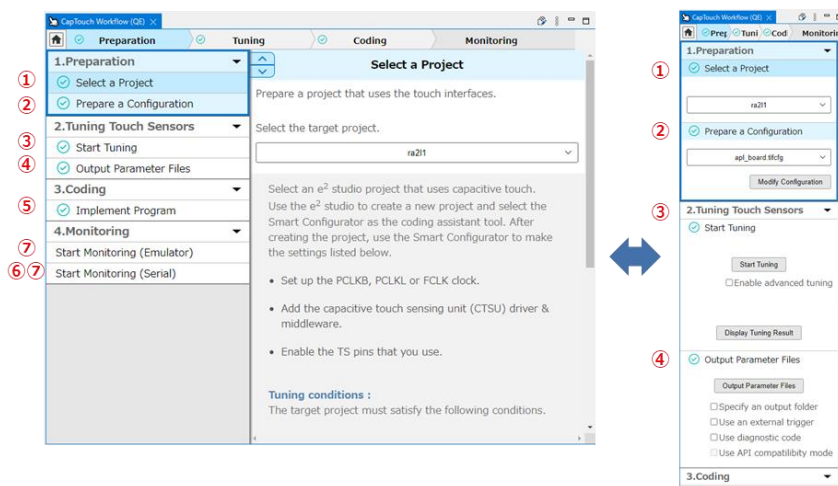 CapTouch Workflow (QE)
Preparation
Tuning
Coding
Monitoring
1.Preparation
① Select a Project
② Prepare a Configuration
2.Tuning Touch Sensors
③ Start Tuning
④ Output Parameter Files
3.Coding
⑤ Implement Program
4.Monitoring
⑦ Start Monitoring (Emulator)
⑥⑦ Start Monitoring (Serial)
Select a Project
Prepare a project that uses the touch interfaces.
Select the target project.
ra2l1
Select an e² studio project that uses capacitive touch.
Use the e² studio to create a new project and select the
Smart Configurator as the coding assistant tool. After
creating the project, use the Smart Configurator to make
the settings listed below.
• Set up the PCLKB, PCLKL or FCLK clock.
• Add the capacitive touch sensing unit (CTSU) driver &
middleware.
• Enable the TS pins that you use.
Tuning conditions :
The target project must satisfy the following conditions.
CapTouch Workflow (QE)
Prep Tuni Cod Monitorin
1.Preparation
① Select a Project
ra2l1
② Prepare a Configuration
apl_board.tifcfg
Modify Configuration
③ 2.Tuning Touch Sensors
Start Tuning
Start Tuning
Enable advanced tuning
Display Tuning Result
④ Output Parameter Files
Output Parameter Files
Specify an output folder
Use an external trigger
Use diagnostic code
Use API compatilibity mode
3.Coding